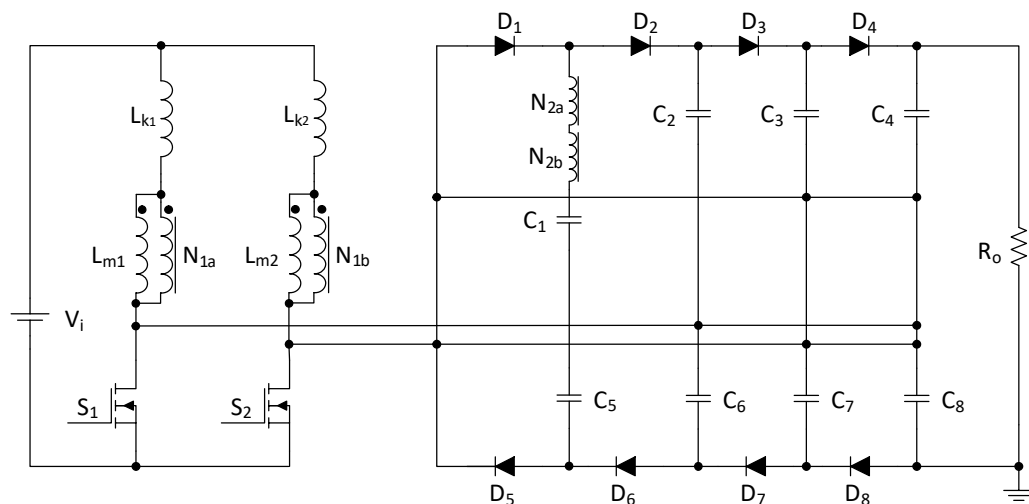 D1
D2
D3
D4
Lk1
Lk2
N2a
N2b
C2
C3
C4
C1
Lm1
N1a
Lm2
N1b
Ro
Vi
S1
S2
C5
C6
C7
C8
D5
D6
D7
D8